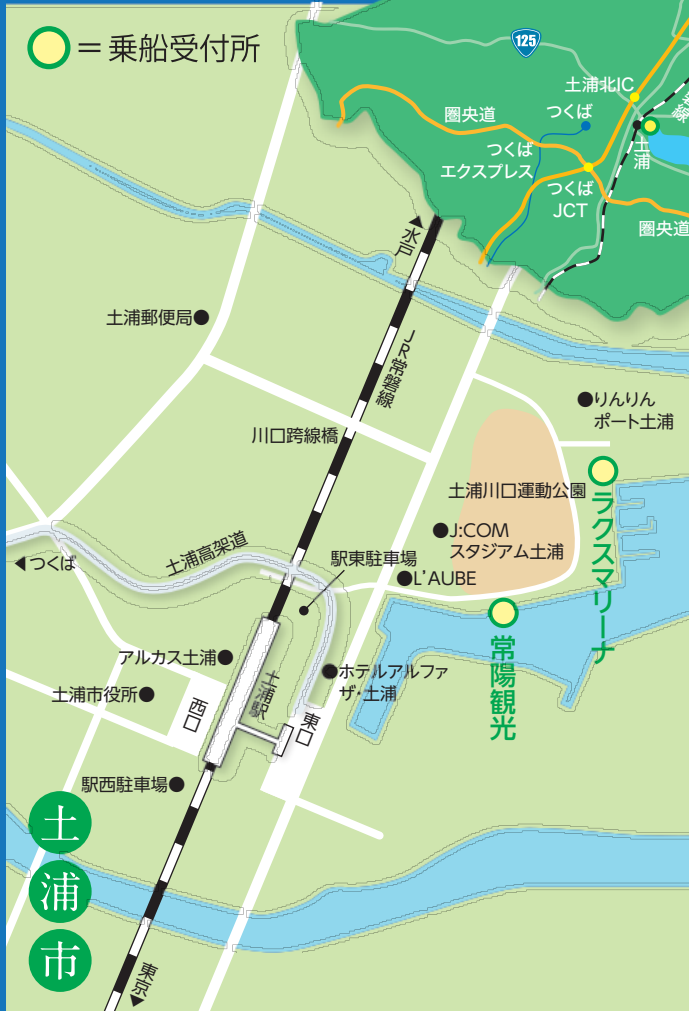 ＝乗船受付所
125
土浦北IC
つくば
圏央道
土浦
つくば
エクスプレス
つくば
JCT
圏央道
水戸
土浦郵便局
JR常磐線
りんりん
ポート土浦
川口跨線橋
土浦川口運動公園
ラクスマリーナ
J:COM
スタジアム土浦
土浦高架道
つくば
駅東駐車場
L'AUBE
常陽観光
アルカス土浦
土浦駅
ホテルアルファ
ザ・土浦
土浦市役所
西口
東口
駅西駐車場
土浦市
東京